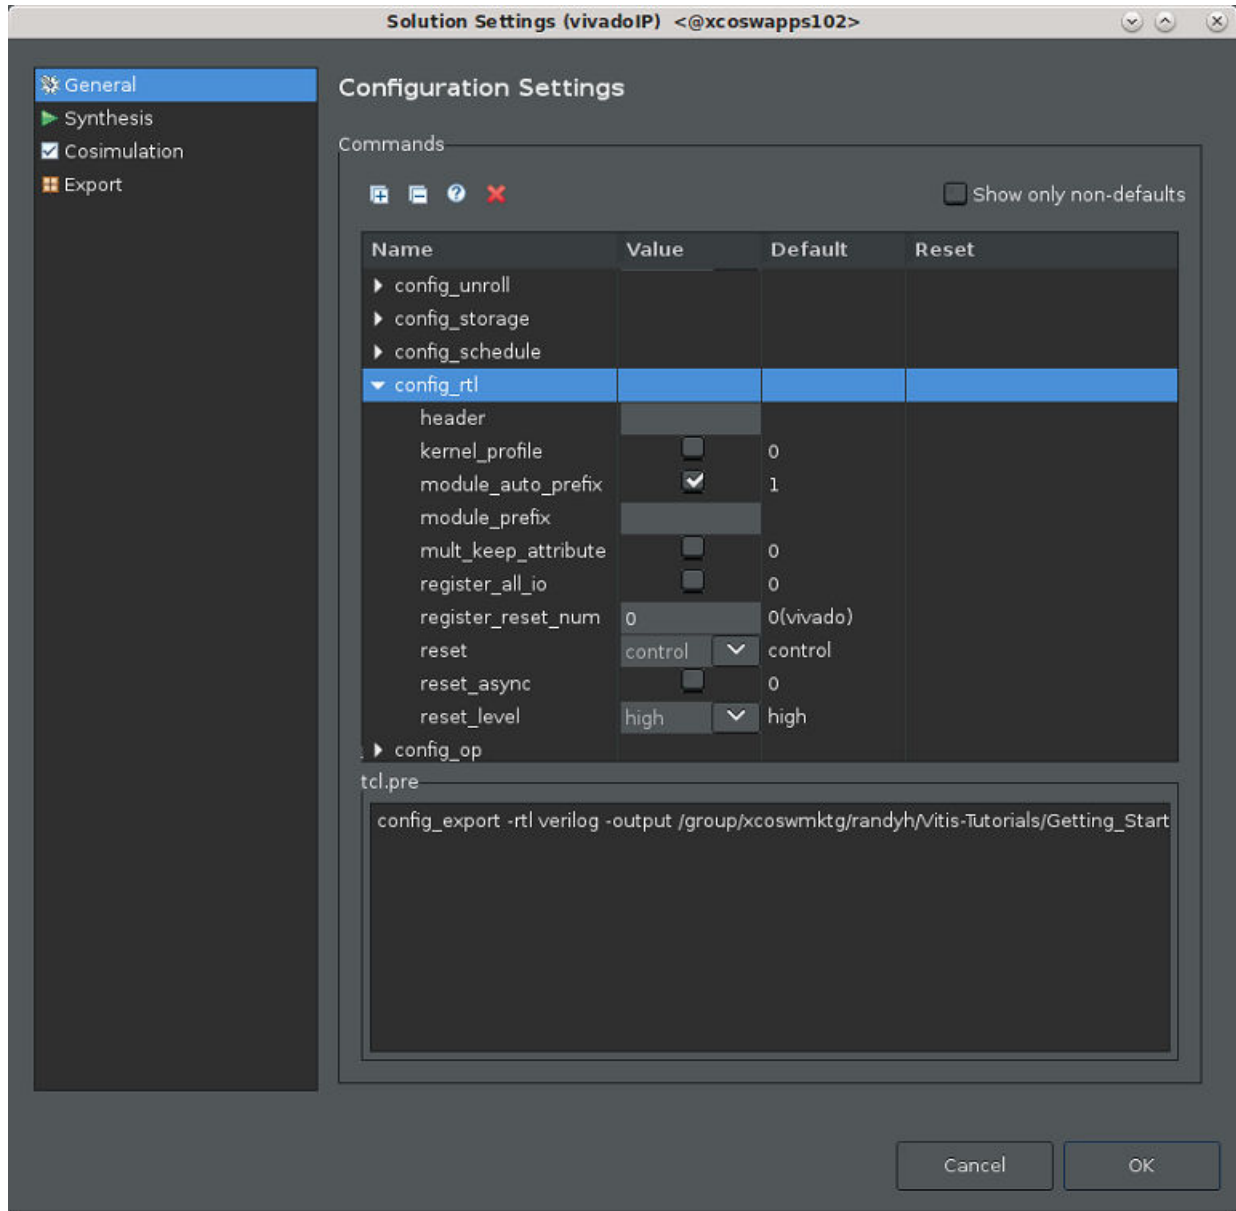 Solution Settings (vivadoIP) <@xcoswapps102>
General
Synthesis
Cosimulation
Export
Configuration Settings
Commands
Show only non-defaults
Name Value Default Reset
config_unroll
config_storage
config_schedule
config_rtl
header
kernel_profile 0
module_auto_prefix 1
module_prefix
mult_keep_attribute 0
register_all_io 0
register_reset_num 0 0(vivado)
reset control control
reset_async 0
reset_level high high
config_op
tcl.pre
config_export -rtl verilog -output /group/xcoswmktg/randyh/Vitis-Tutorials/Getting_Start
Cancel OK